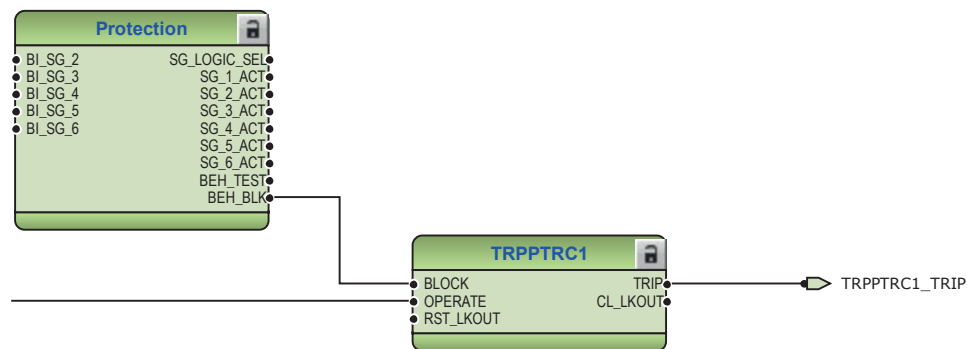 Protection
BI_SG_2 SG_LOGIC_SEL
BI_SG_3 SG_1_ACT
BI_SG_4 SG_2_ACT
BI_SG_5 SG_3_ACT
BI_SG_6 SG_4_ACT
SG_5_ACT
SG_6_ACT
BEH_TEST
BEH_BLK
TRPPTRC1
BLOCK TRIP
OPERATE CL_LKOUT
RST_LKOUT
TRPPTRC1_TRIP